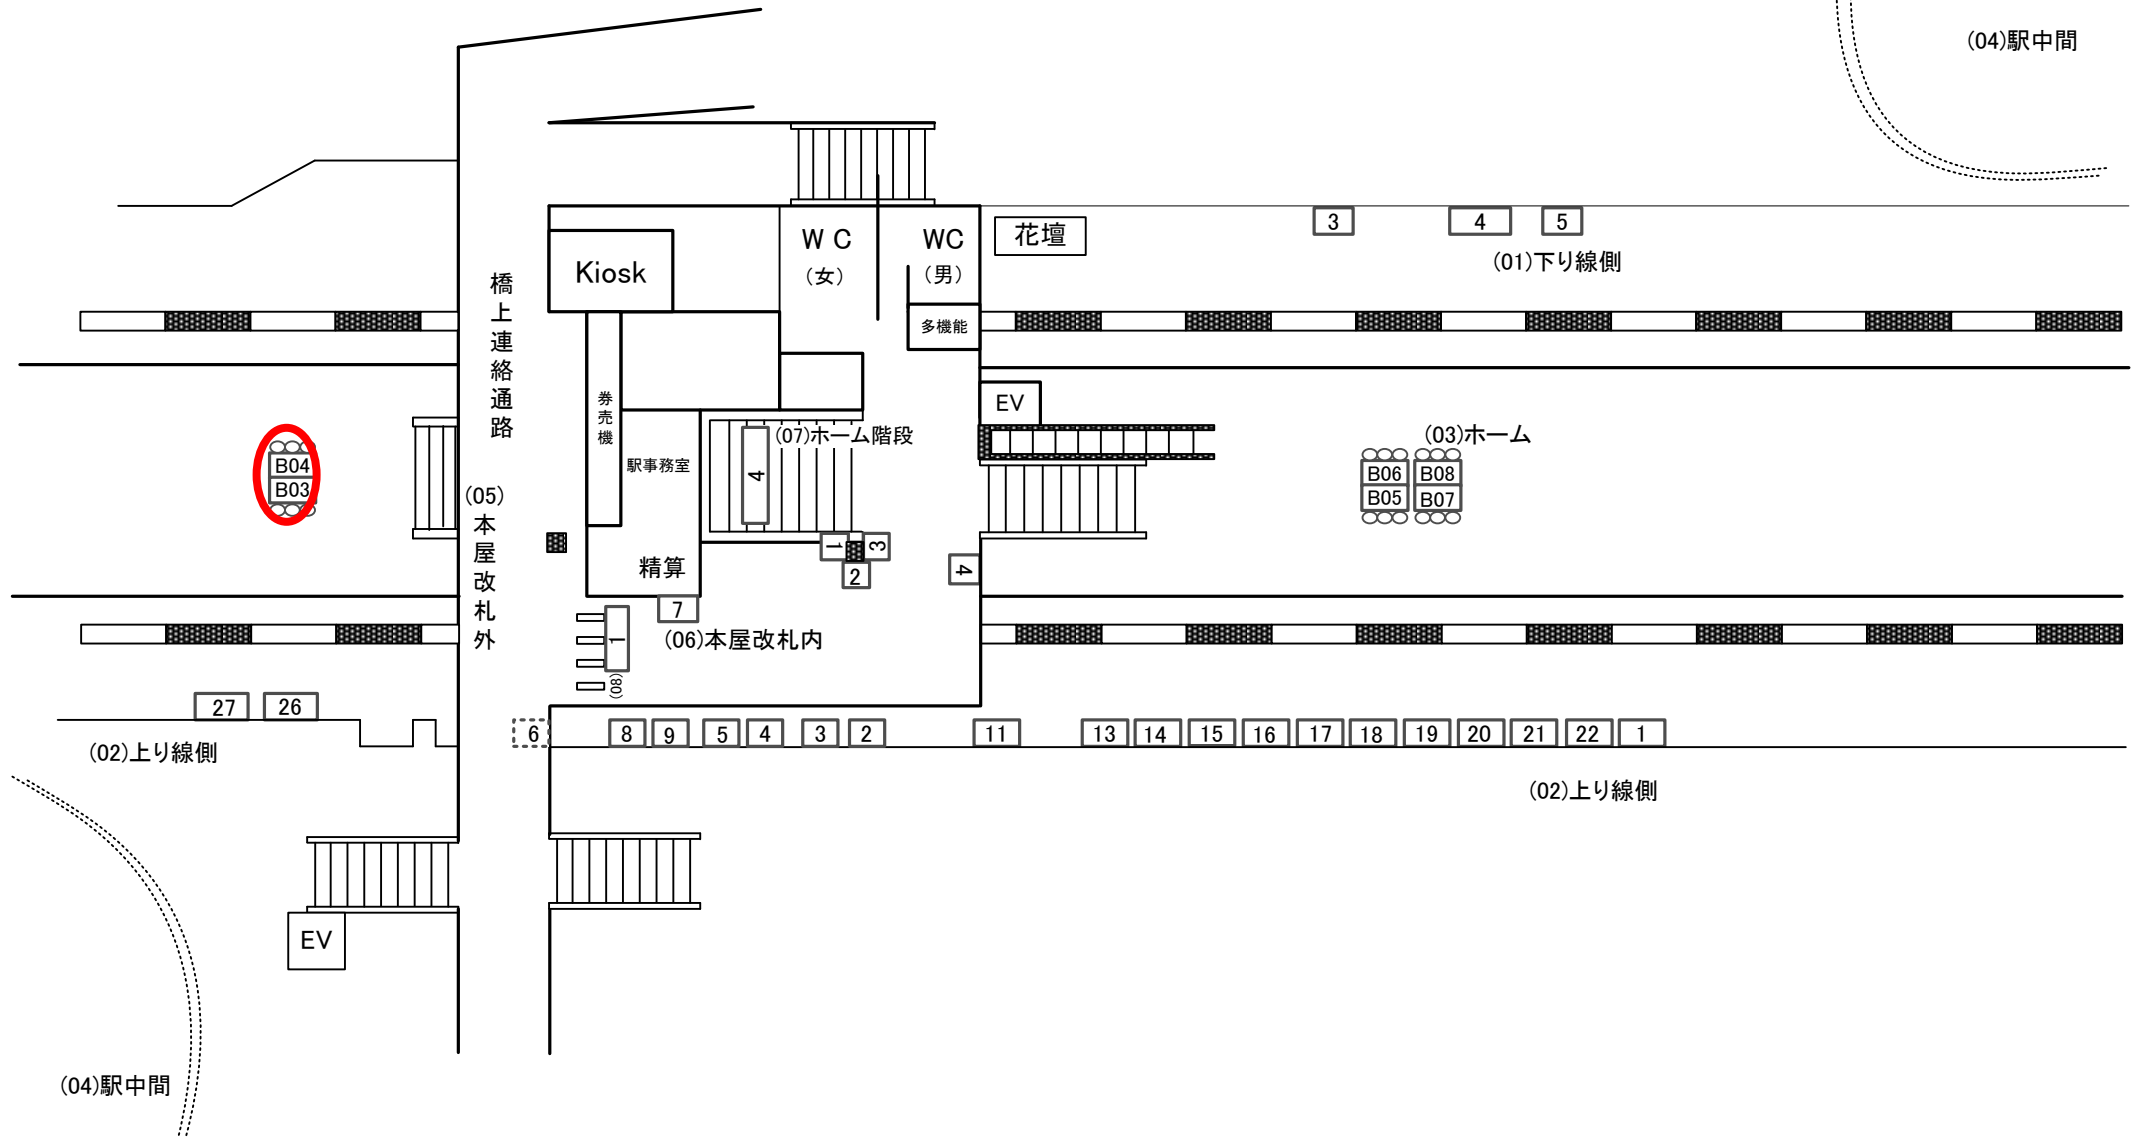 (04)駅中間
3
4
5
(01)下り線側
W C
(女)
WC
(男)
花壇
Kiosk
橋上連絡通路
多機能
券売機
EV
(07)ホーム階段
4
駅事務室
(03)ホーム
B04
B03
B06
B08
B05
B07
(05)本屋改札外
1
3
2
4
精算
7
1
(06)本屋改札内
(08)
27
26
6
8
9
5
4
3
2
11
13
14
15
16
17
18
19
20
21
22
1
(02)上り線側
(02)上り線側
EV
(04)駅中間